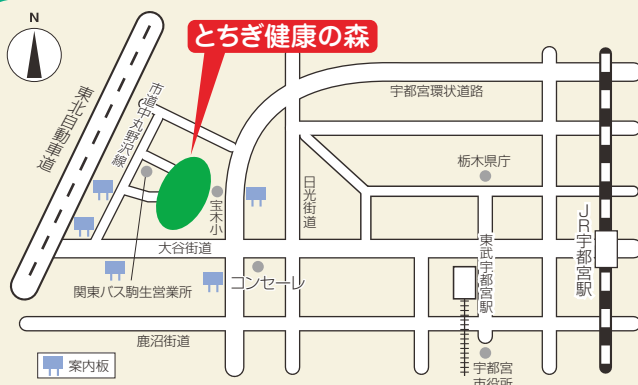 N
とちぎ健康の森
東北自動車道
市道中丸野沢線
宇都宮環状道路
栃木県庁
日光街道
宝木小
大谷街道
東武宇都宮駅
JR宇都宮駅
関東バス駒生営業所
コンセーレ
鹿沼街道
案内板
宇都宮
市役所